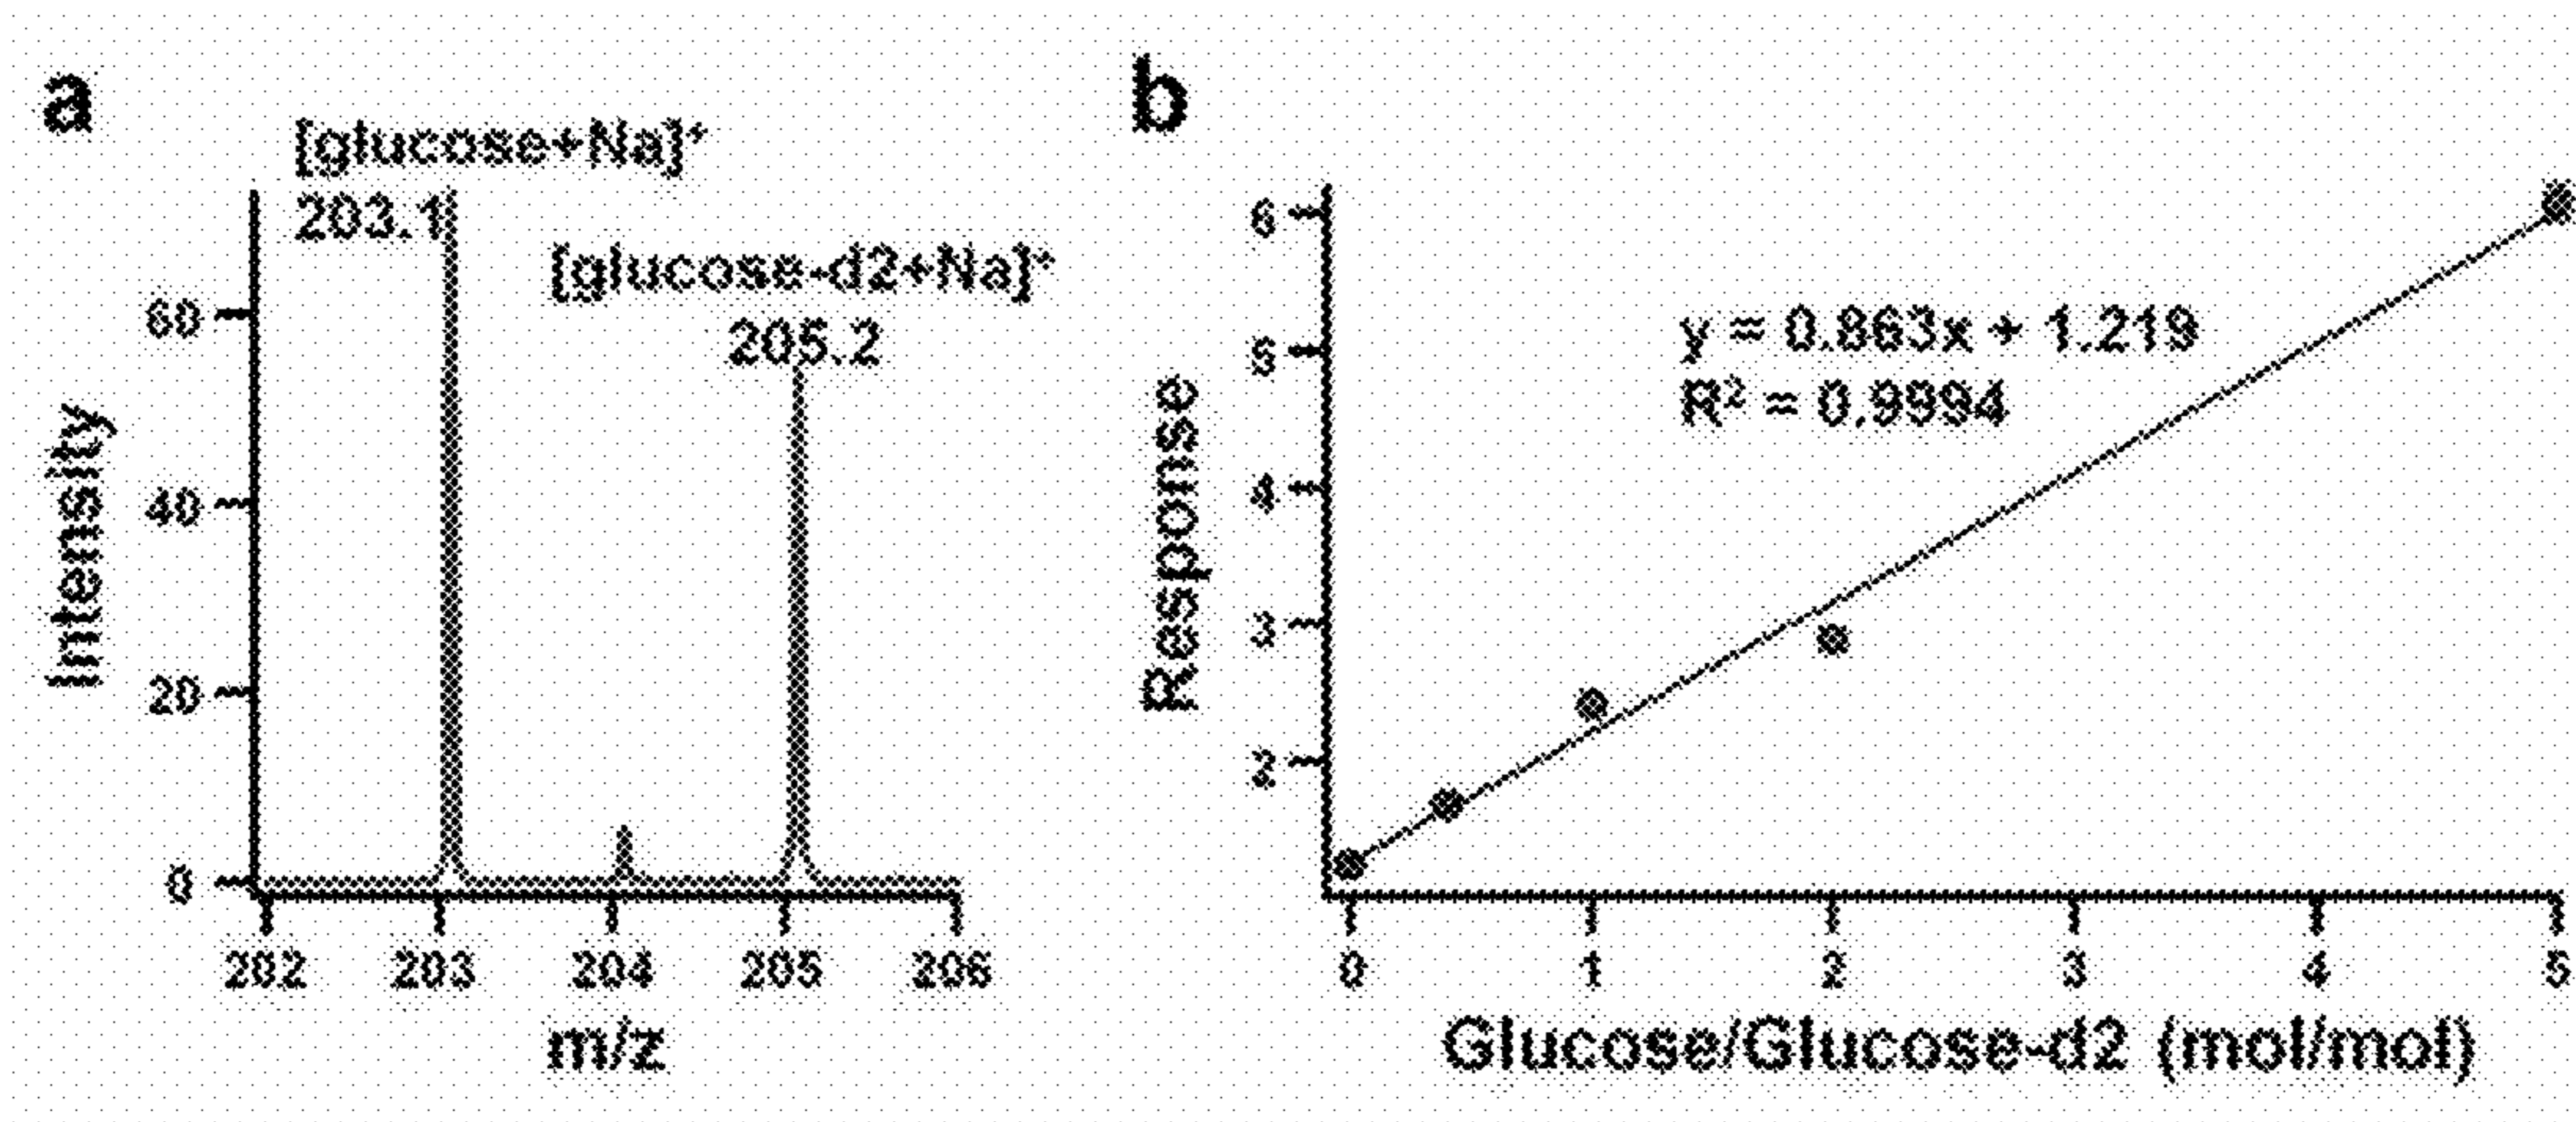 a
[glucose+Na]⁺
203.1
[glucose-d2+Na]⁺
205.2
60
40
20
0
Intensity
202 203 204 205 206
m/z
b
6
5
4
3
2
Response
y = 0.863x + 1.219
R² = 0.9994
0 1 2 3 4 5
Glucose/Glucose-d2 (mol/mol)